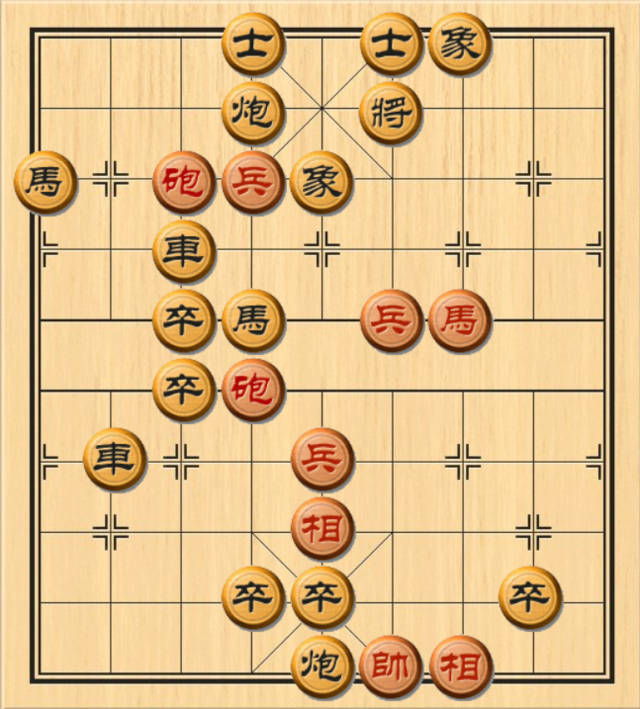 士 士 象
炮 將
馬 砲 兵 象
車
卒 馬 兵 馬
卒 砲
車 兵
相
卒 卒 卒
炮 帥 相